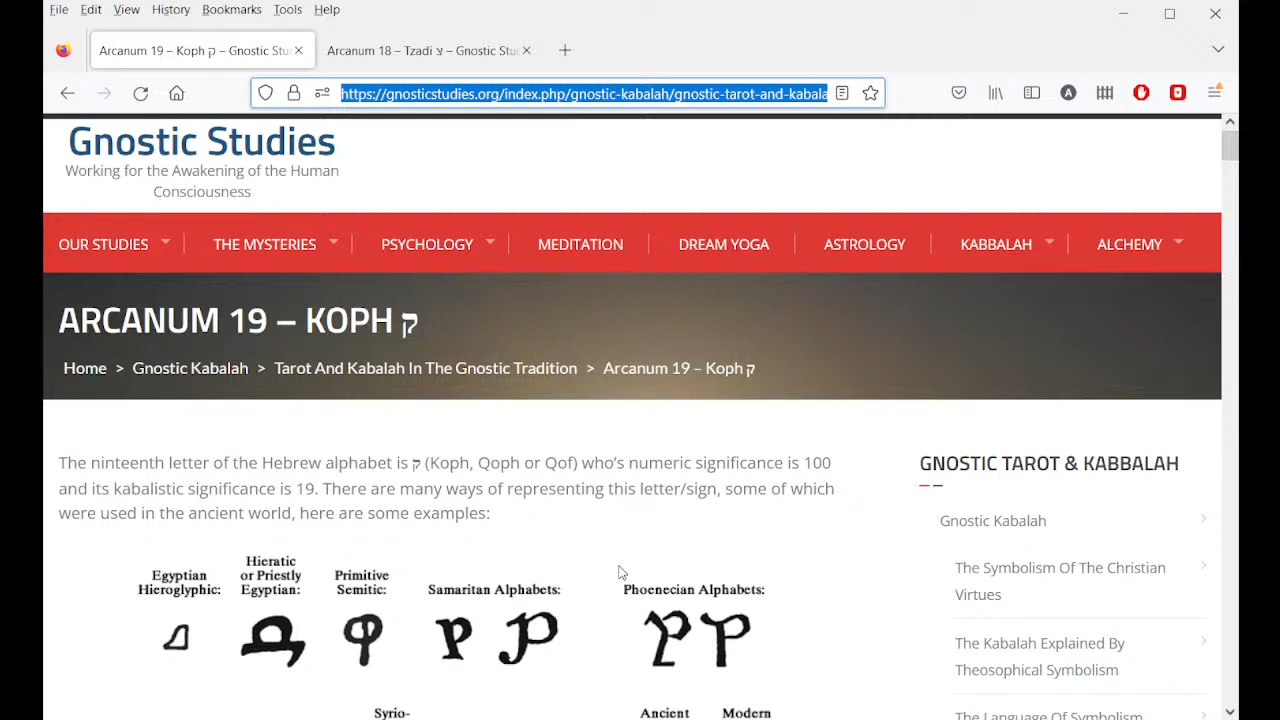 File Edit View History Bookmarks Tools Help
Arcanum 19 – Koph ק – Gnostic Stu
Arcanum 18 – Tzadi צ – Gnostic Stu
https://gnosticstudies.org/index.php/gnostic-kabalah/gnostic-tarot-and-kabala
Gnostic Studies
Working for the Awakening of the Human
Consciousness
OUR STUDIES THE MYSTERIES PSYCHOLOGY MEDITATION DREAM YOGA ASTROLOGY KABBALAH ALCHEMY
ARCANUM 19 – KOPH ק
Home > Gnostic Kabalah > Tarot And Kabalah In The Gnostic Tradition > Arcanum 19 – Koph ק
The ninteenth letter of the Hebrew alphabet is ק (Koph, Qoph or Qof) who's numeric significance is 100
and its kabalistic significance is 19. There are many ways of representing this letter/sign, some of which
were used in the ancient world, here are some examples:
Egyptian
Hieroglyphic:
Hieratic
or Priestly
Egyptian:
Primitive
Semitic:
Samaritan Alphabets:
Phoenecian Alphabets:
Syrio-
Ancient
Modern
GNOSTIC TAROT & KABBALAH
Gnostic Kabalah
The Symbolism Of The Christian
Virtues
The Kabalah Explained By
Theosophical Symbolism
The Language Of Symbolism